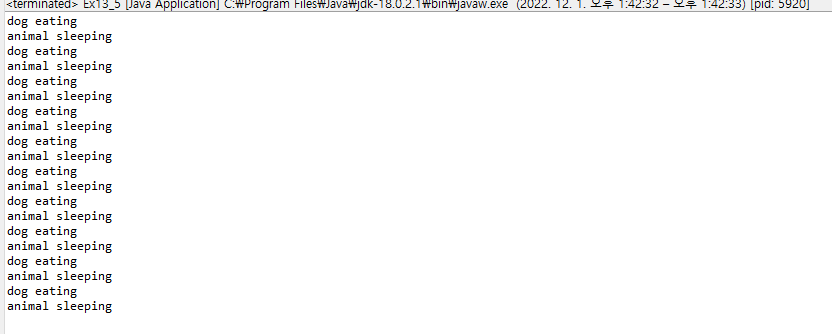 <terminated> Ex13_5 [Java Application] C:₩Program Files₩Java₩jdk-18.0.2.1₩bin₩javaw.exe (2022. 12. 1. 오후 1:42:32 – 오후 1:42:33) [pid: 5920]
dog eating
animal sleeping
dog eating
animal sleeping
dog eating
animal sleeping
dog eating
animal sleeping
dog eating
animal sleeping
dog eating
animal sleeping
dog eating
animal sleeping
dog eating
animal sleeping
dog eating
animal sleeping
dog eating
animal sleeping